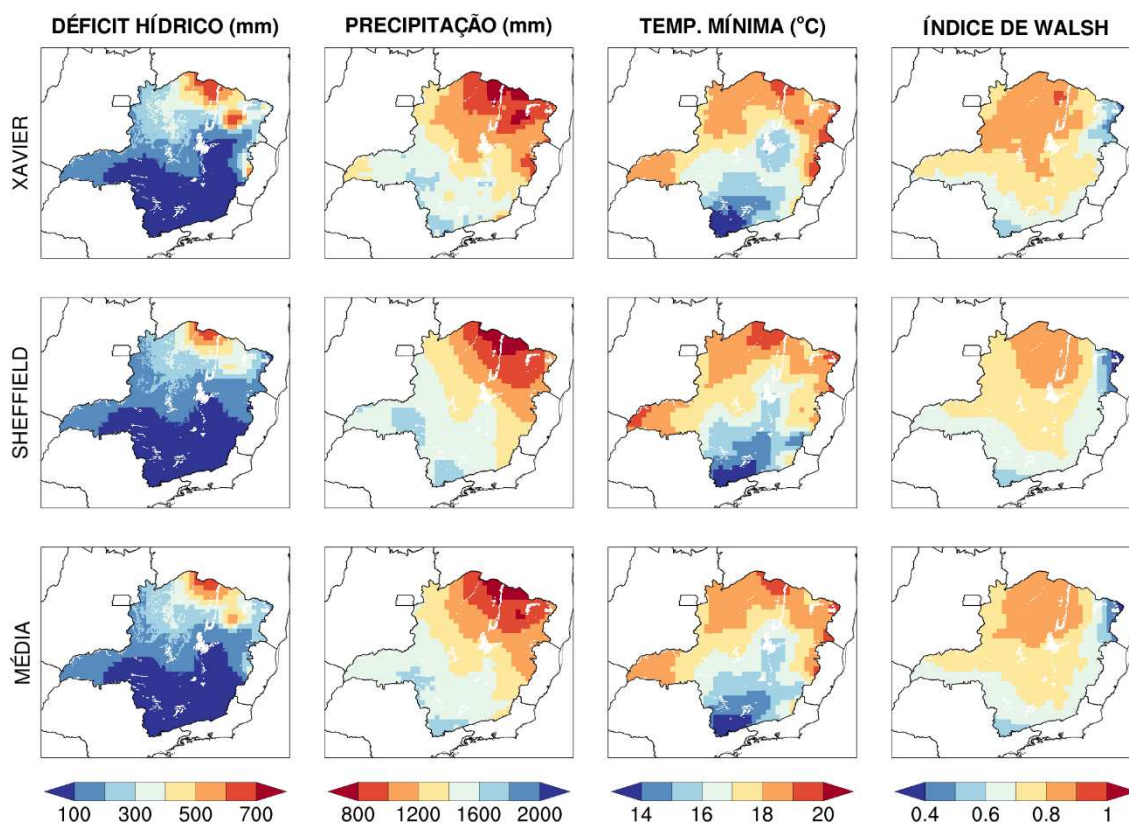 DÉFICIT HÍDRICO (mm) PRECIPITAÇÃO (mm) TEMP. MÍNIMA (°C) ÍNDICE DE WALSH
XAVIER
SHEFFIELD
MÉDIA
100 300 500 700 800 1200 1600 2000 14 16 18 20 0.4 0.6 0.8 1